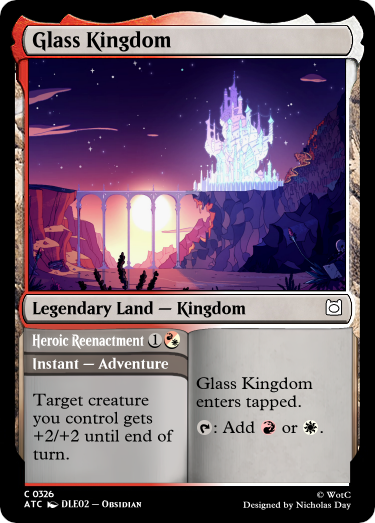 Glass Kingdom
Legendary Land — Kingdom
Heroic Reenactment 1
Instant — Adventure
Target creature
you control gets
+2/+2 until end of
turn.
Glass Kingdom
enters tapped.
: Add or .
C 0326
ATC DLE02 – Obsidian
© WotC
Designed by Nicholas Day